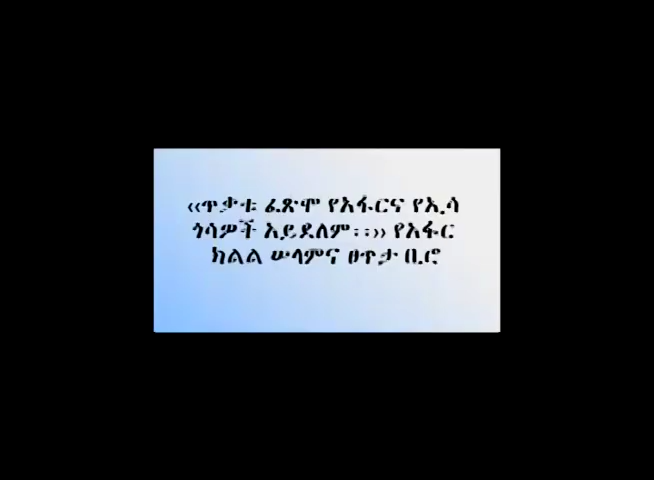 ‹‹ጥቃቱ ፈጽሞ የአፋርና የኢሳ
ጎሳዎች አይደለም፡፡›› የአፋር
ክልል ሠላምና ፀጥታ ቢሮ